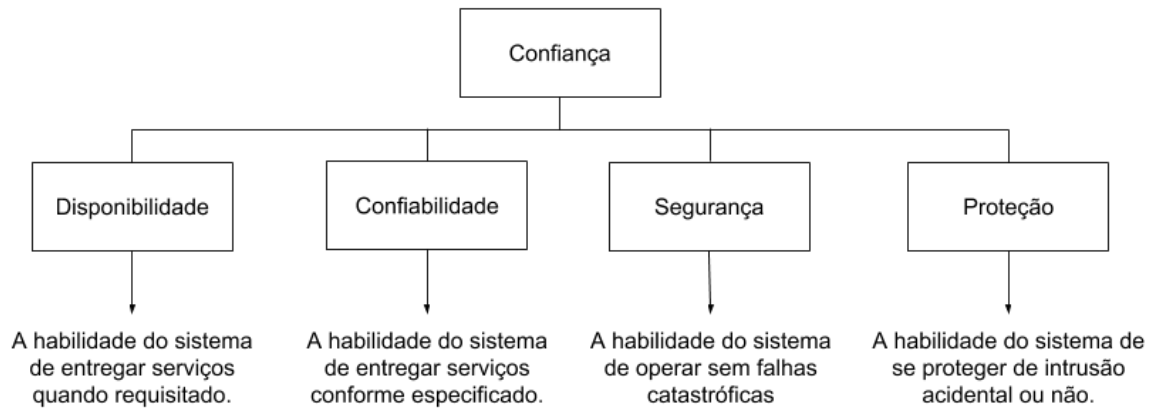 Confiança
Disponibilidade
Confiabilidade
Segurança
Proteção
A habilidade do sistema
de entregar serviços
quando requisitado.
A habilidade do sistema
de entregar serviços
conforme especificado.
A habilidade do sistema
de operar sem falhas
catastróficas
A habilidade do sistema de
se proteger de intrusão
acidental ou não.